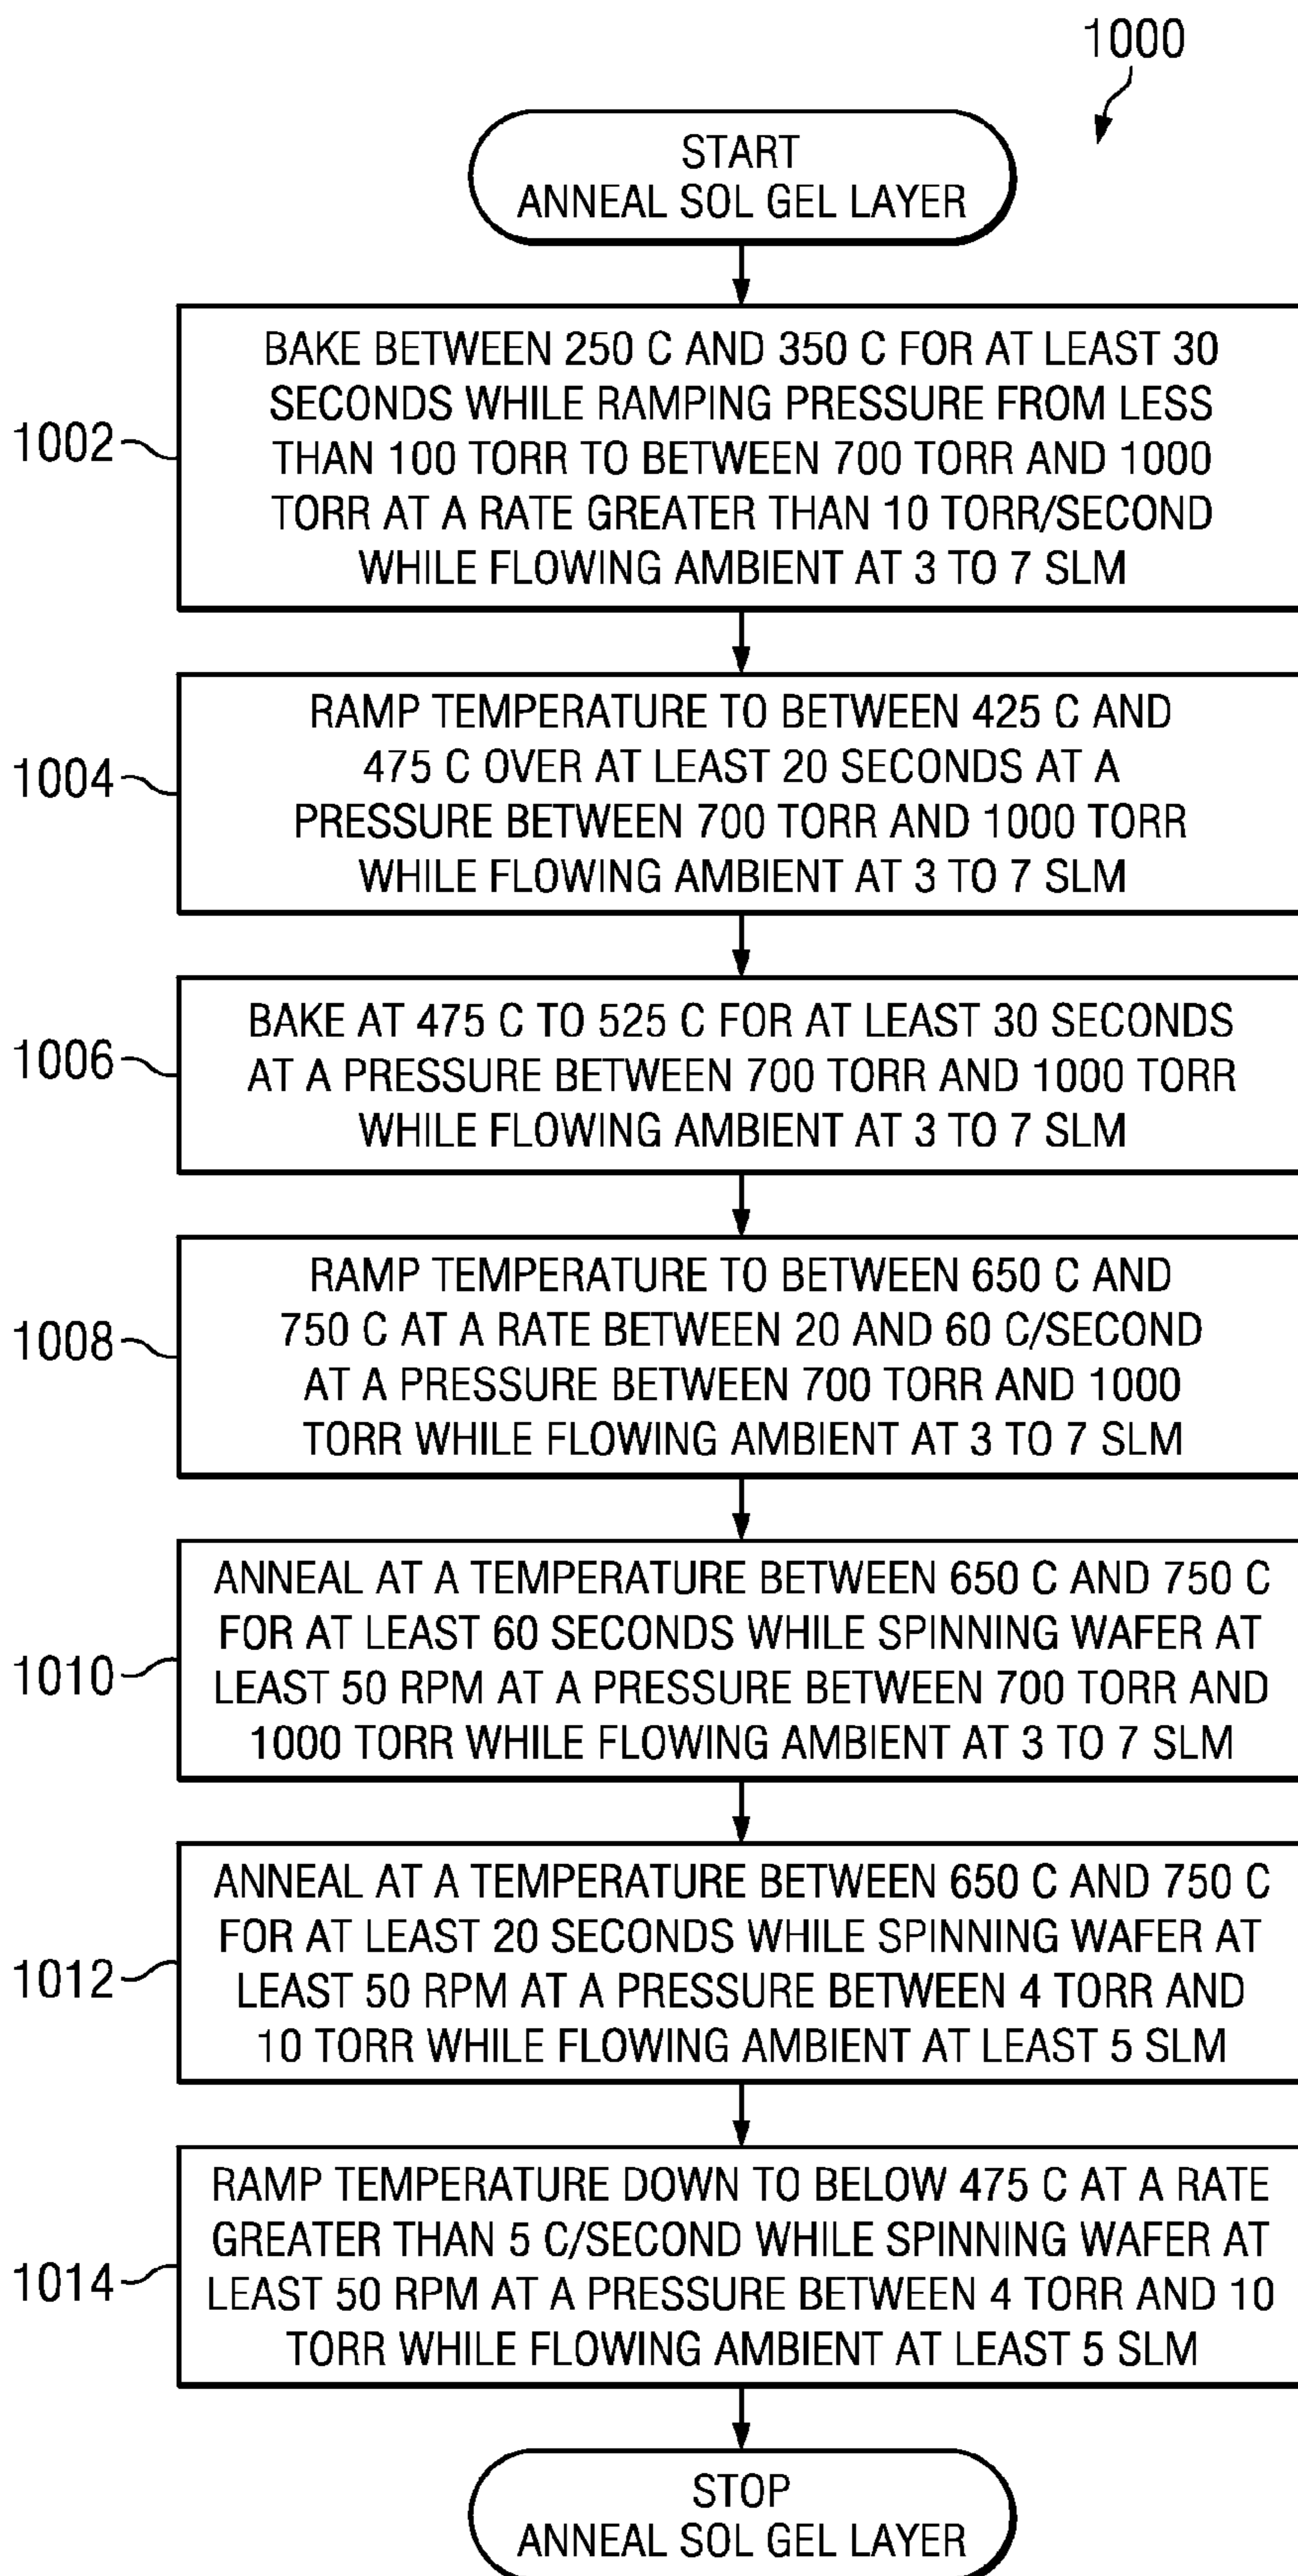 1000
START
ANNEAL SOL GEL LAYER
1002
BAKE BETWEEN 250 C AND 350 C FOR AT LEAST 30
SECONDS WHILE RAMPING PRESSURE FROM LESS
THAN 100 TORR TO BETWEEN 700 TORR AND 1000
TORR AT A RATE GREATER THAN 10 TORR/SECOND
WHILE FLOWING AMBIENT AT 3 TO 7 SLM
1004
RAMP TEMPERATURE TO BETWEEN 425 C AND
475 C OVER AT LEAST 20 SECONDS AT A
PRESSURE BETWEEN 700 TORR AND 1000 TORR
WHILE FLOWING AMBIENT AT 3 TO 7 SLM
1006
BAKE AT 475 C TO 525 C FOR AT LEAST 30 SECONDS
AT A PRESSURE BETWEEN 700 TORR AND 1000 TORR
WHILE FLOWING AMBIENT AT 3 TO 7 SLM
1008
RAMP TEMPERATURE TO BETWEEN 650 C AND
750 C AT A RATE BETWEEN 20 AND 60 C/SECOND
AT A PRESSURE BETWEEN 700 TORR AND 1000
TORR WHILE FLOWING AMBIENT AT 3 TO 7 SLM
1010
ANNEAL AT A TEMPERATURE BETWEEN 650 C AND 750 C
FOR AT LEAST 60 SECONDS WHILE SPINNING WAFER AT
LEAST 50 RPM AT A PRESSURE BETWEEN 700 TORR AND
1000 TORR WHILE FLOWING AMBIENT AT 3 TO 7 SLM
1012
ANNEAL AT A TEMPERATURE BETWEEN 650 C AND 750 C
FOR AT LEAST 20 SECONDS WHILE SPINNING WAFER AT
LEAST 50 RPM AT A PRESSURE BETWEEN 4 TORR AND
10 TORR WHILE FLOWING AMBIENT AT LEAST 5 SLM
1014
RAMP TEMPERATURE DOWN TO BELOW 475 C AT A RATE
GREATER THAN 5 C/SECOND WHILE SPINNING WAFER AT
LEAST 50 RPM AT A PRESSURE BETWEEN 4 TORR AND 10
TORR WHILE FLOWING AMBIENT AT LEAST 5 SLM
STOP
ANNEAL SOL GEL LAYER